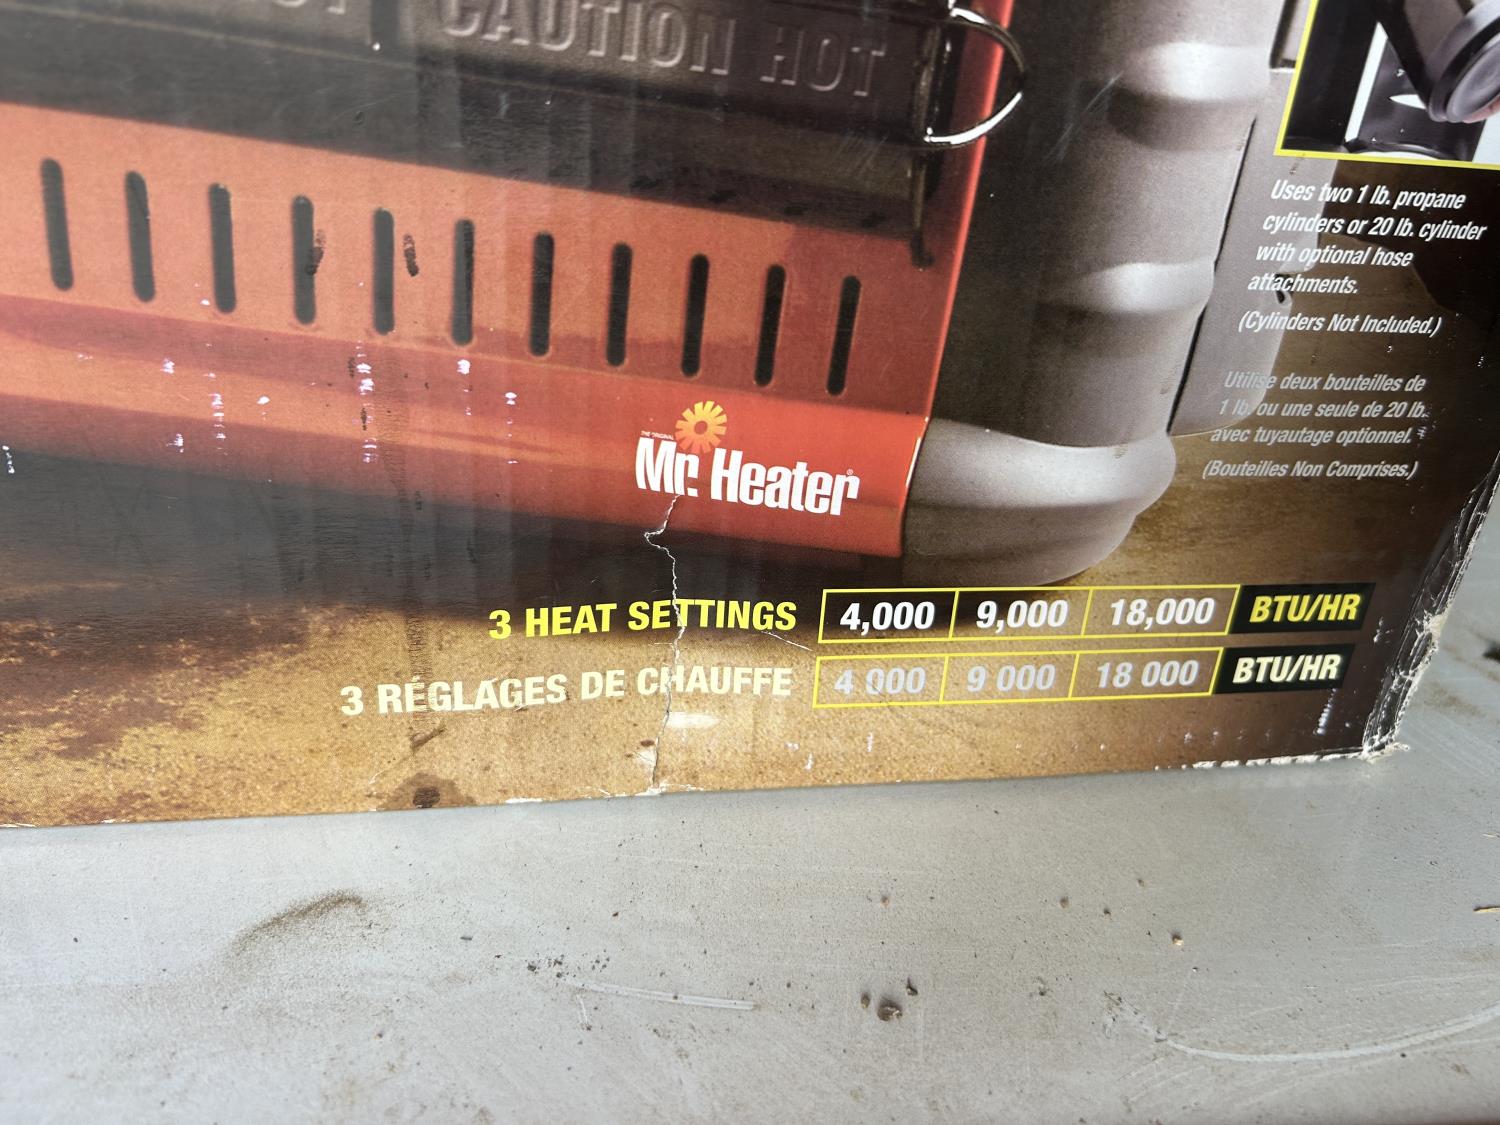 CAUTION HOT
Uses two 1 lb. propane
cylinders or 20 lb. cylinder
with optional hose
attachments.
(Cylinders Not Included.)
Utilise deux bouteilles de
1 lb. ou une seule de 20 lb.
avec tuyautage optionnel.
(Bouteilles Non Comprises.)
THE ORIGINAL
Mr. Heater®
3 HEAT SETTINGS 4,000 9,000 18,000 BTU/HR
3 RÉGLAGES DE CHAUFFE 4 000 9 000 18 000 BTU/HR